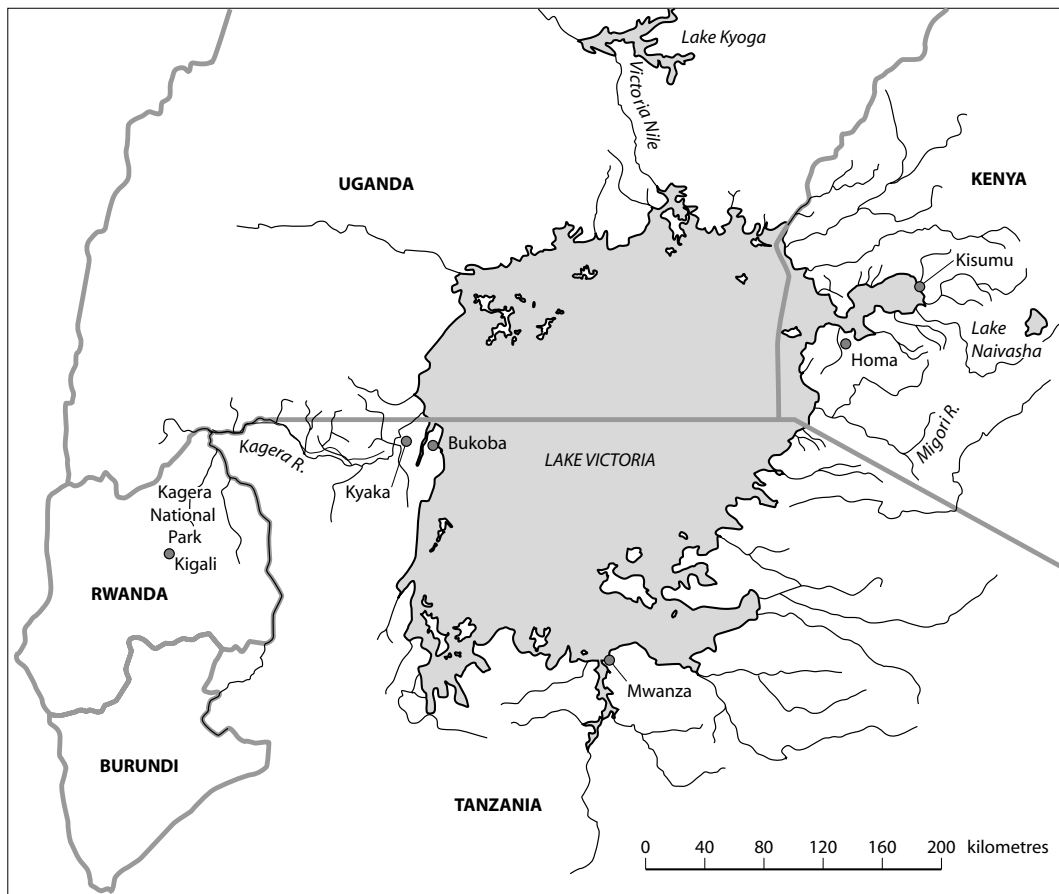 Lake Kyoga
Victoria Nile
UGANDA
KENYA
Kisumu
Lake
Naivasha
Homa
Migori R.
Kagera R.
Bukoba
LAKE VICTORIA
Kyaka
Kagera
National
Park
Kigali
RWANDA
Mwanza
BURUNDI
TANZANIA
0 40 80 120 160 200 kilometres